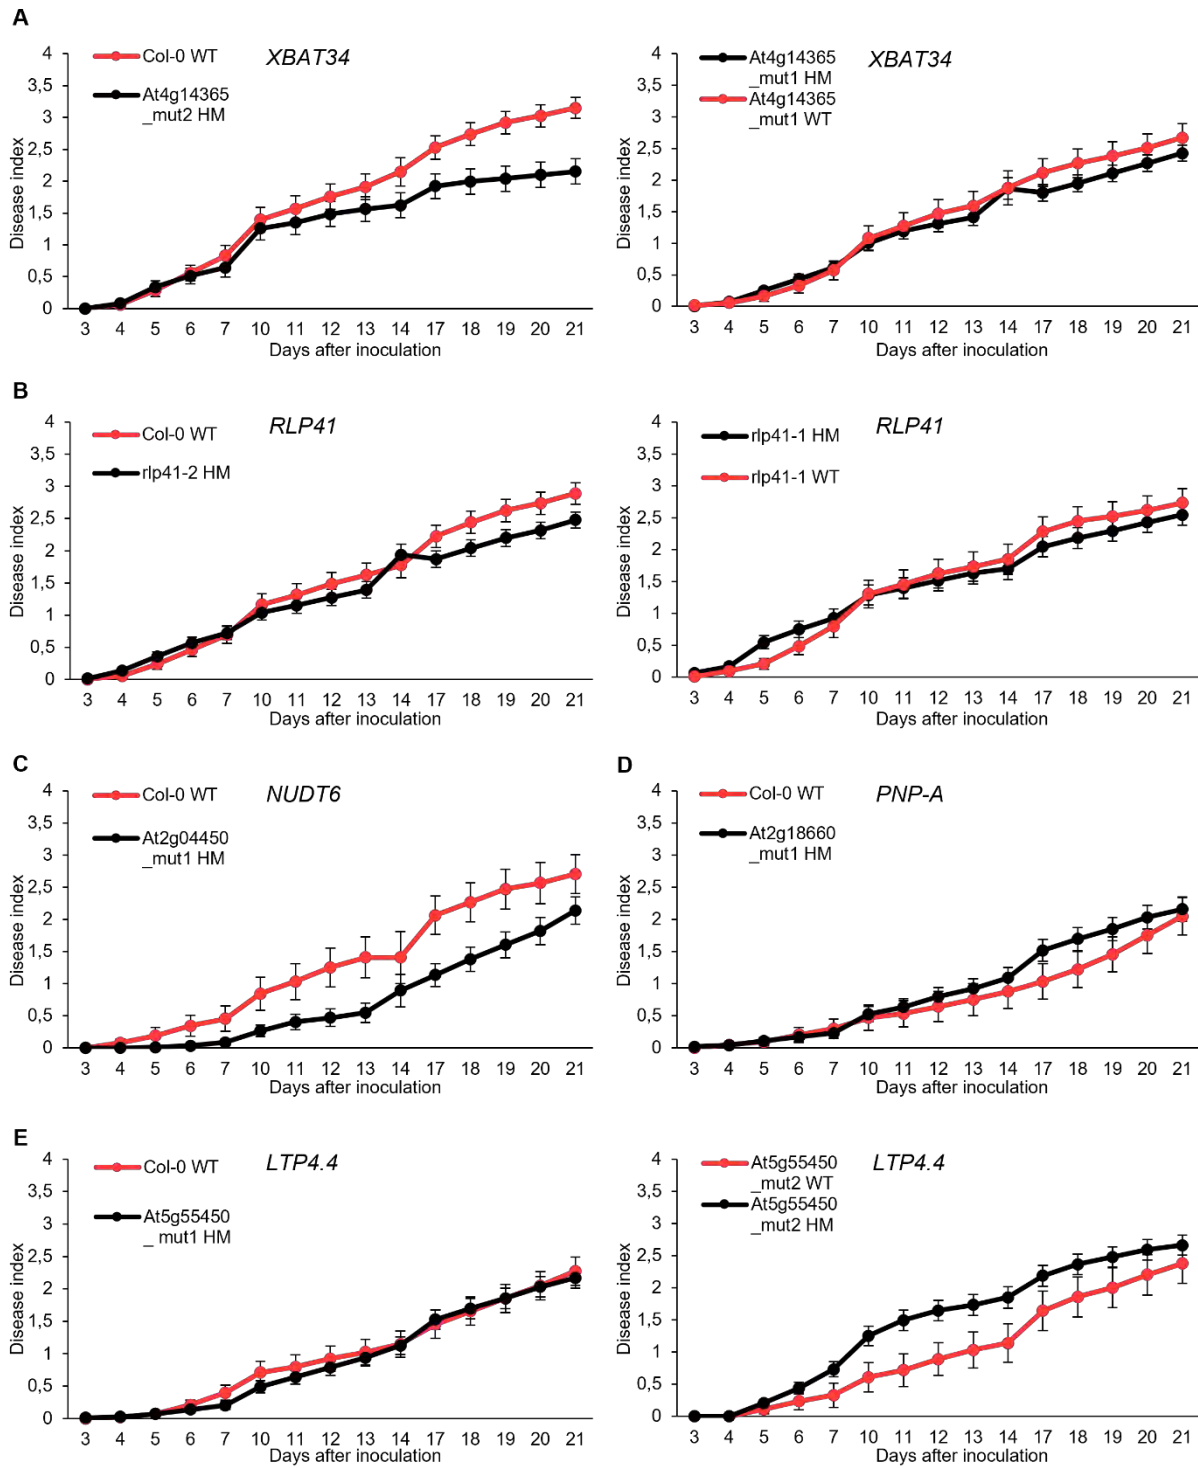 A
XBAT34
Col-0 WT
At4g14365
_mut2 HM
Disease index
4
3,5
3
2,5
2
1,5
1
0,5
0
3 4 5 6 7 10 11 12 13 14 17 18 19 20 21
Days after inoculation
XBAT34
At4g14365
_mut1 HM
At4g14365
_mut1 WT
Disease index
4
3,5
3
2,5
2
1,5
1
0,5
0
3 4 5 6 7 10 11 12 13 14 17 18 19 20 21
Days after inoculation
B
RLP41
Col-0 WT
rlp41-2 HM
Disease index
4
3,5
3
2,5
2
1,5
1
0,5
0
3 4 5 6 7 10 11 12 13 14 17 18 19 20 21
Days after inoculation
RLP41
rlp41-1 HM
rlp41-1 WT
Disease index
4
3,5
3
2,5
2
1,5
1
0,5
0
3 4 5 6 7 10 11 12 13 14 17 18 19 20 21
Days after inoculation
C
NUDT6
Col-0 WT
At2g04450
_mut1 HM
Disease index
4
3,5
3
2,5
2
1,5
1
0,5
0
3 4 5 6 7 10 11 12 13 14 17 18 19 20 21
Days after inoculation
D
PNP-A
Col-0 WT
At2g18660
_mut1 HM
Disease index
4
3,5
3
2,5
2
1,5
1
0,5
0
3 4 5 6 7 10 11 12 13 14 17 18 19 20 21
Days after inoculation
E
LTP4.4
Col-0 WT
At5g55450
_ mut1 HM
Disease index
4
3,5
3
2,5
2
1,5
1
0,5
0
3 4 5 6 7 10 11 12 13 14 17 18 19 20 21
Days after inoculation
LTP4.4
At5g55450
_mut2 WT
At5g55450
_mut2 HM
Disease index
4
3,5
3
2,5
2
1,5
1
0,5
0
3 4 5 6 7 10 11 12 13 14 17 18 19 20 21
Days after inoculation